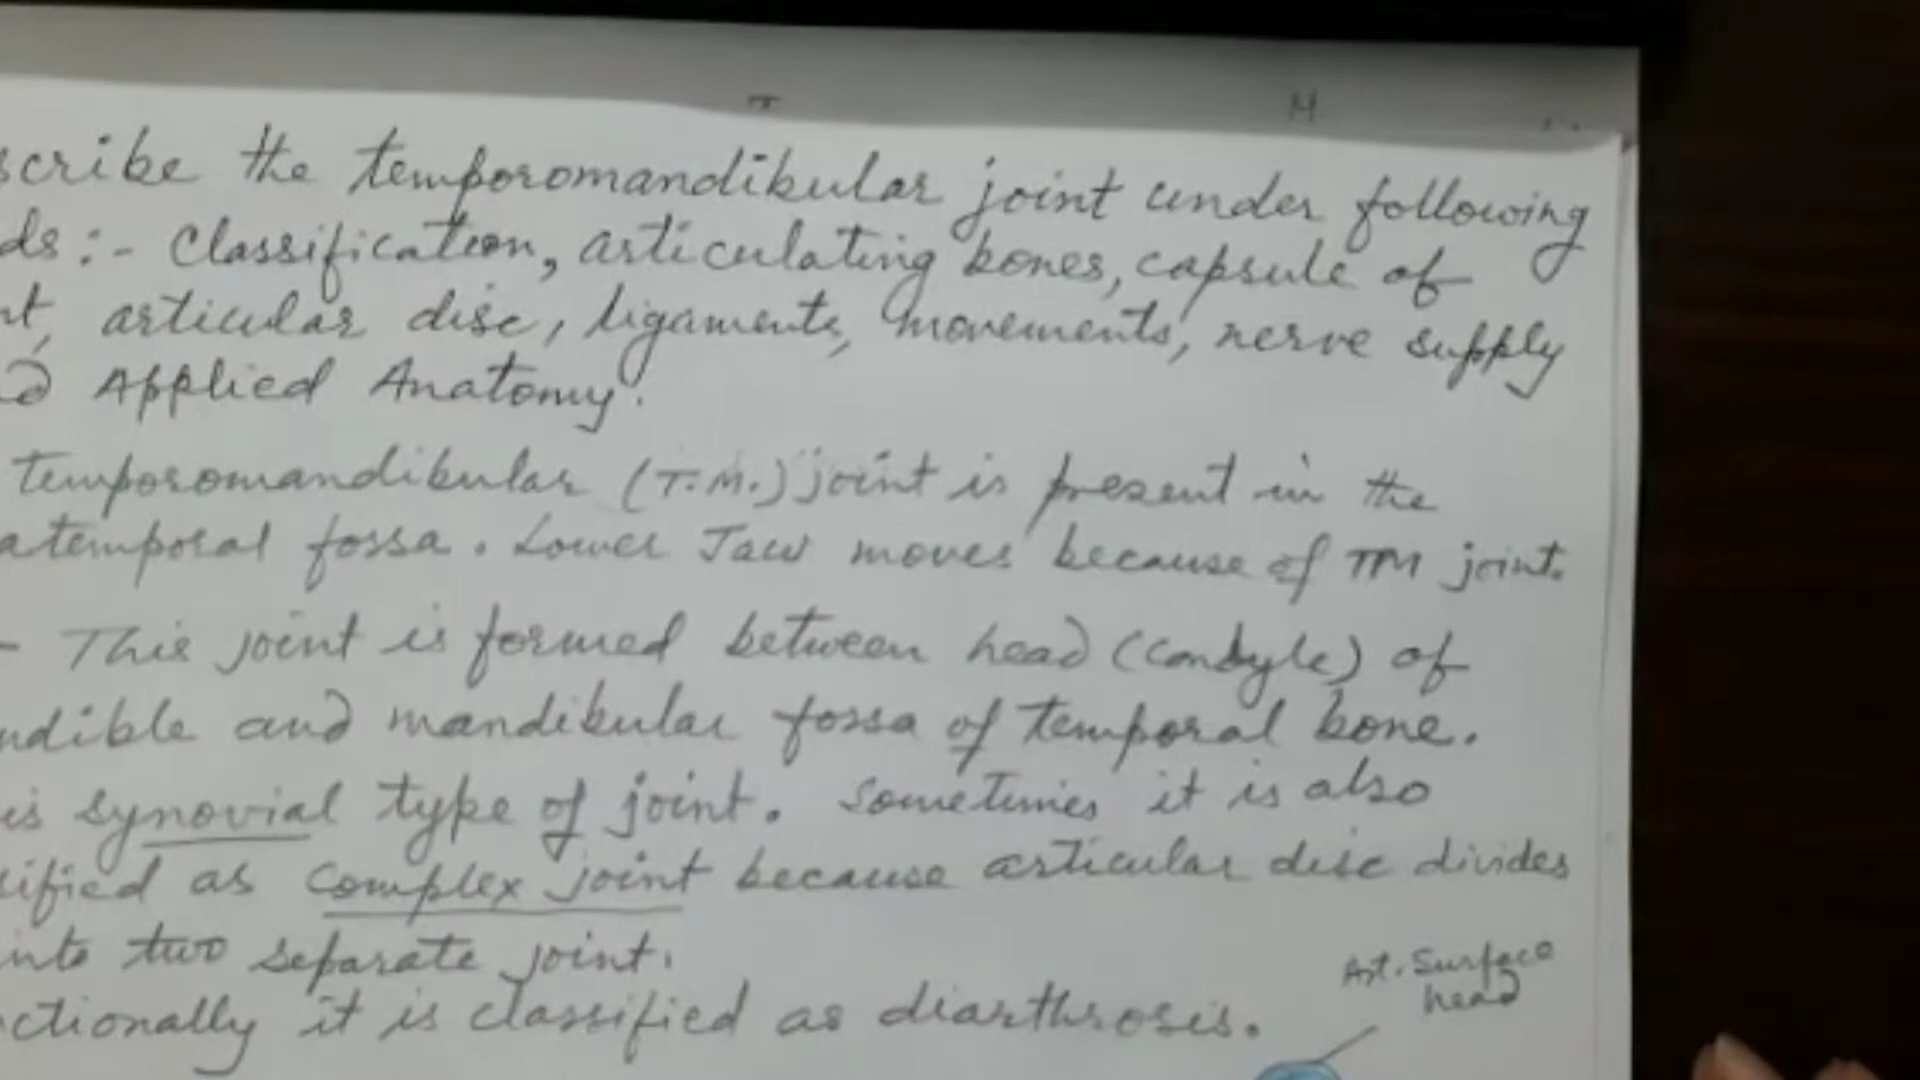 T M
scribe the temporomandibular joint under following
ds :- Classification, articulating bones, capsule of
nt, articular disc, ligaments, movements, nerve supply
d Applied Anatomy.
temporomandibular (T.M.) joint is present in the
atemporal fossa. Lower Jaw moves because of TM joint.
- This joint is formed between head (condyle) of
ndible and mandibular fossa of temporal bone.
is synovial type of joint. Sometimes it is also
sified as complex joint because articular disc divides
into two separate joint.
ctionally it is classified as diarthrosis.
Art. Surface
head